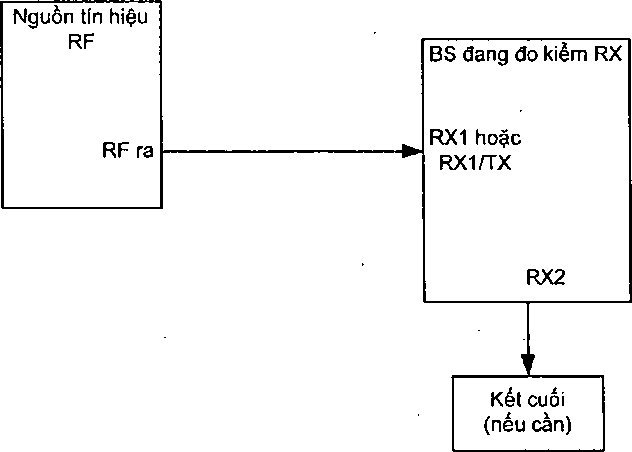 Nguồn tín hiệu
RF
RF ra
BS đang đo kiểm RX
RX1 hoặc
RX1/TX
RX2
Kết cuối
(nếu cần)